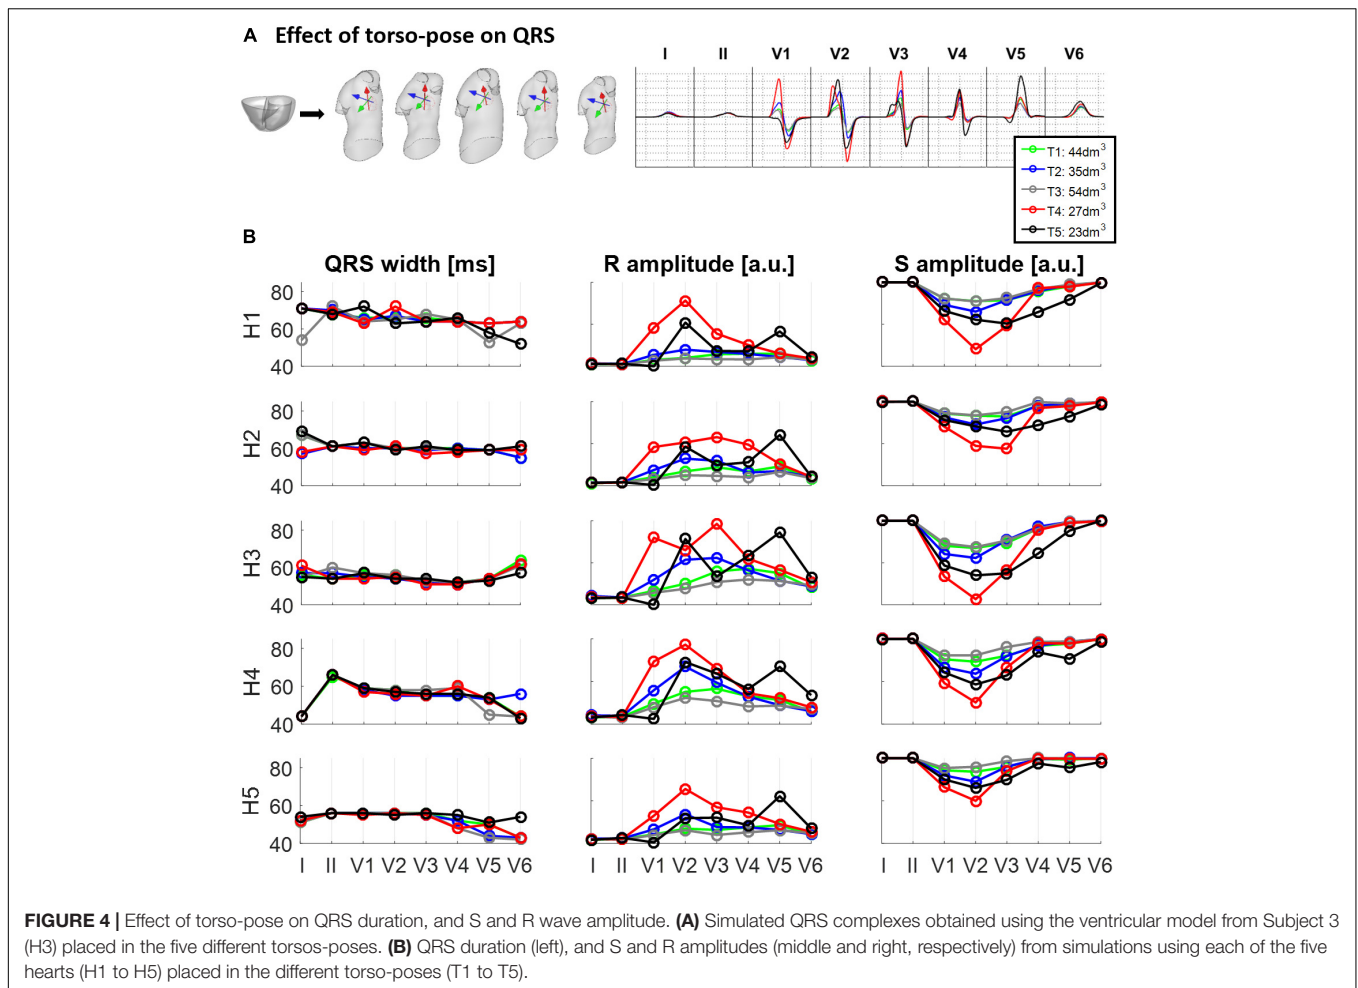 A Effect of torso-pose on QRS
I II V1 V2 V3 V4 V5 V6
T1: 44dm³
T2: 35dm³
T3: 54dm³
T4: 27dm³
T5: 23dm³
B
QRS width [ms] R amplitude [a.u.] S amplitude [a.u.]
H1 80 60 40
H2 80 60 40
H3 80 60 40
H4 80 60 40
H5 80 60 40
I II V1 V2 V3 V4 V5 V6 I II V1 V2 V3 V4 V5 V6 I II V1 V2 V3 V4 V5 V6
FIGURE 4 | Effect of torso-pose on QRS duration, and S and R wave amplitude. (A) Simulated QRS complexes obtained using the ventricular model from Subject 3
(H3) placed in the five different torsos-poses. (B) QRS duration (left), and S and R amplitudes (middle and right, respectively) from simulations using each of the five
hearts (H1 to H5) placed in the different torso-poses (T1 to T5).